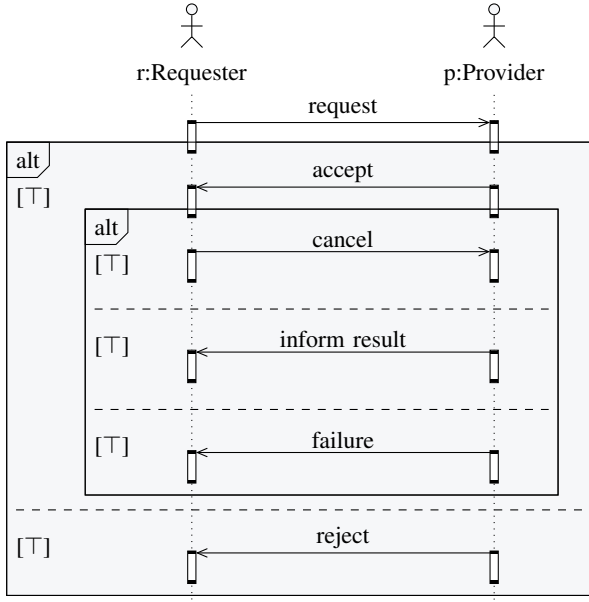 r:Requester p:Provider
request
alt
accept
[⊤]
alt
cancel
[⊤]
inform result
[⊤]
failure
[⊤]
reject
[⊤]